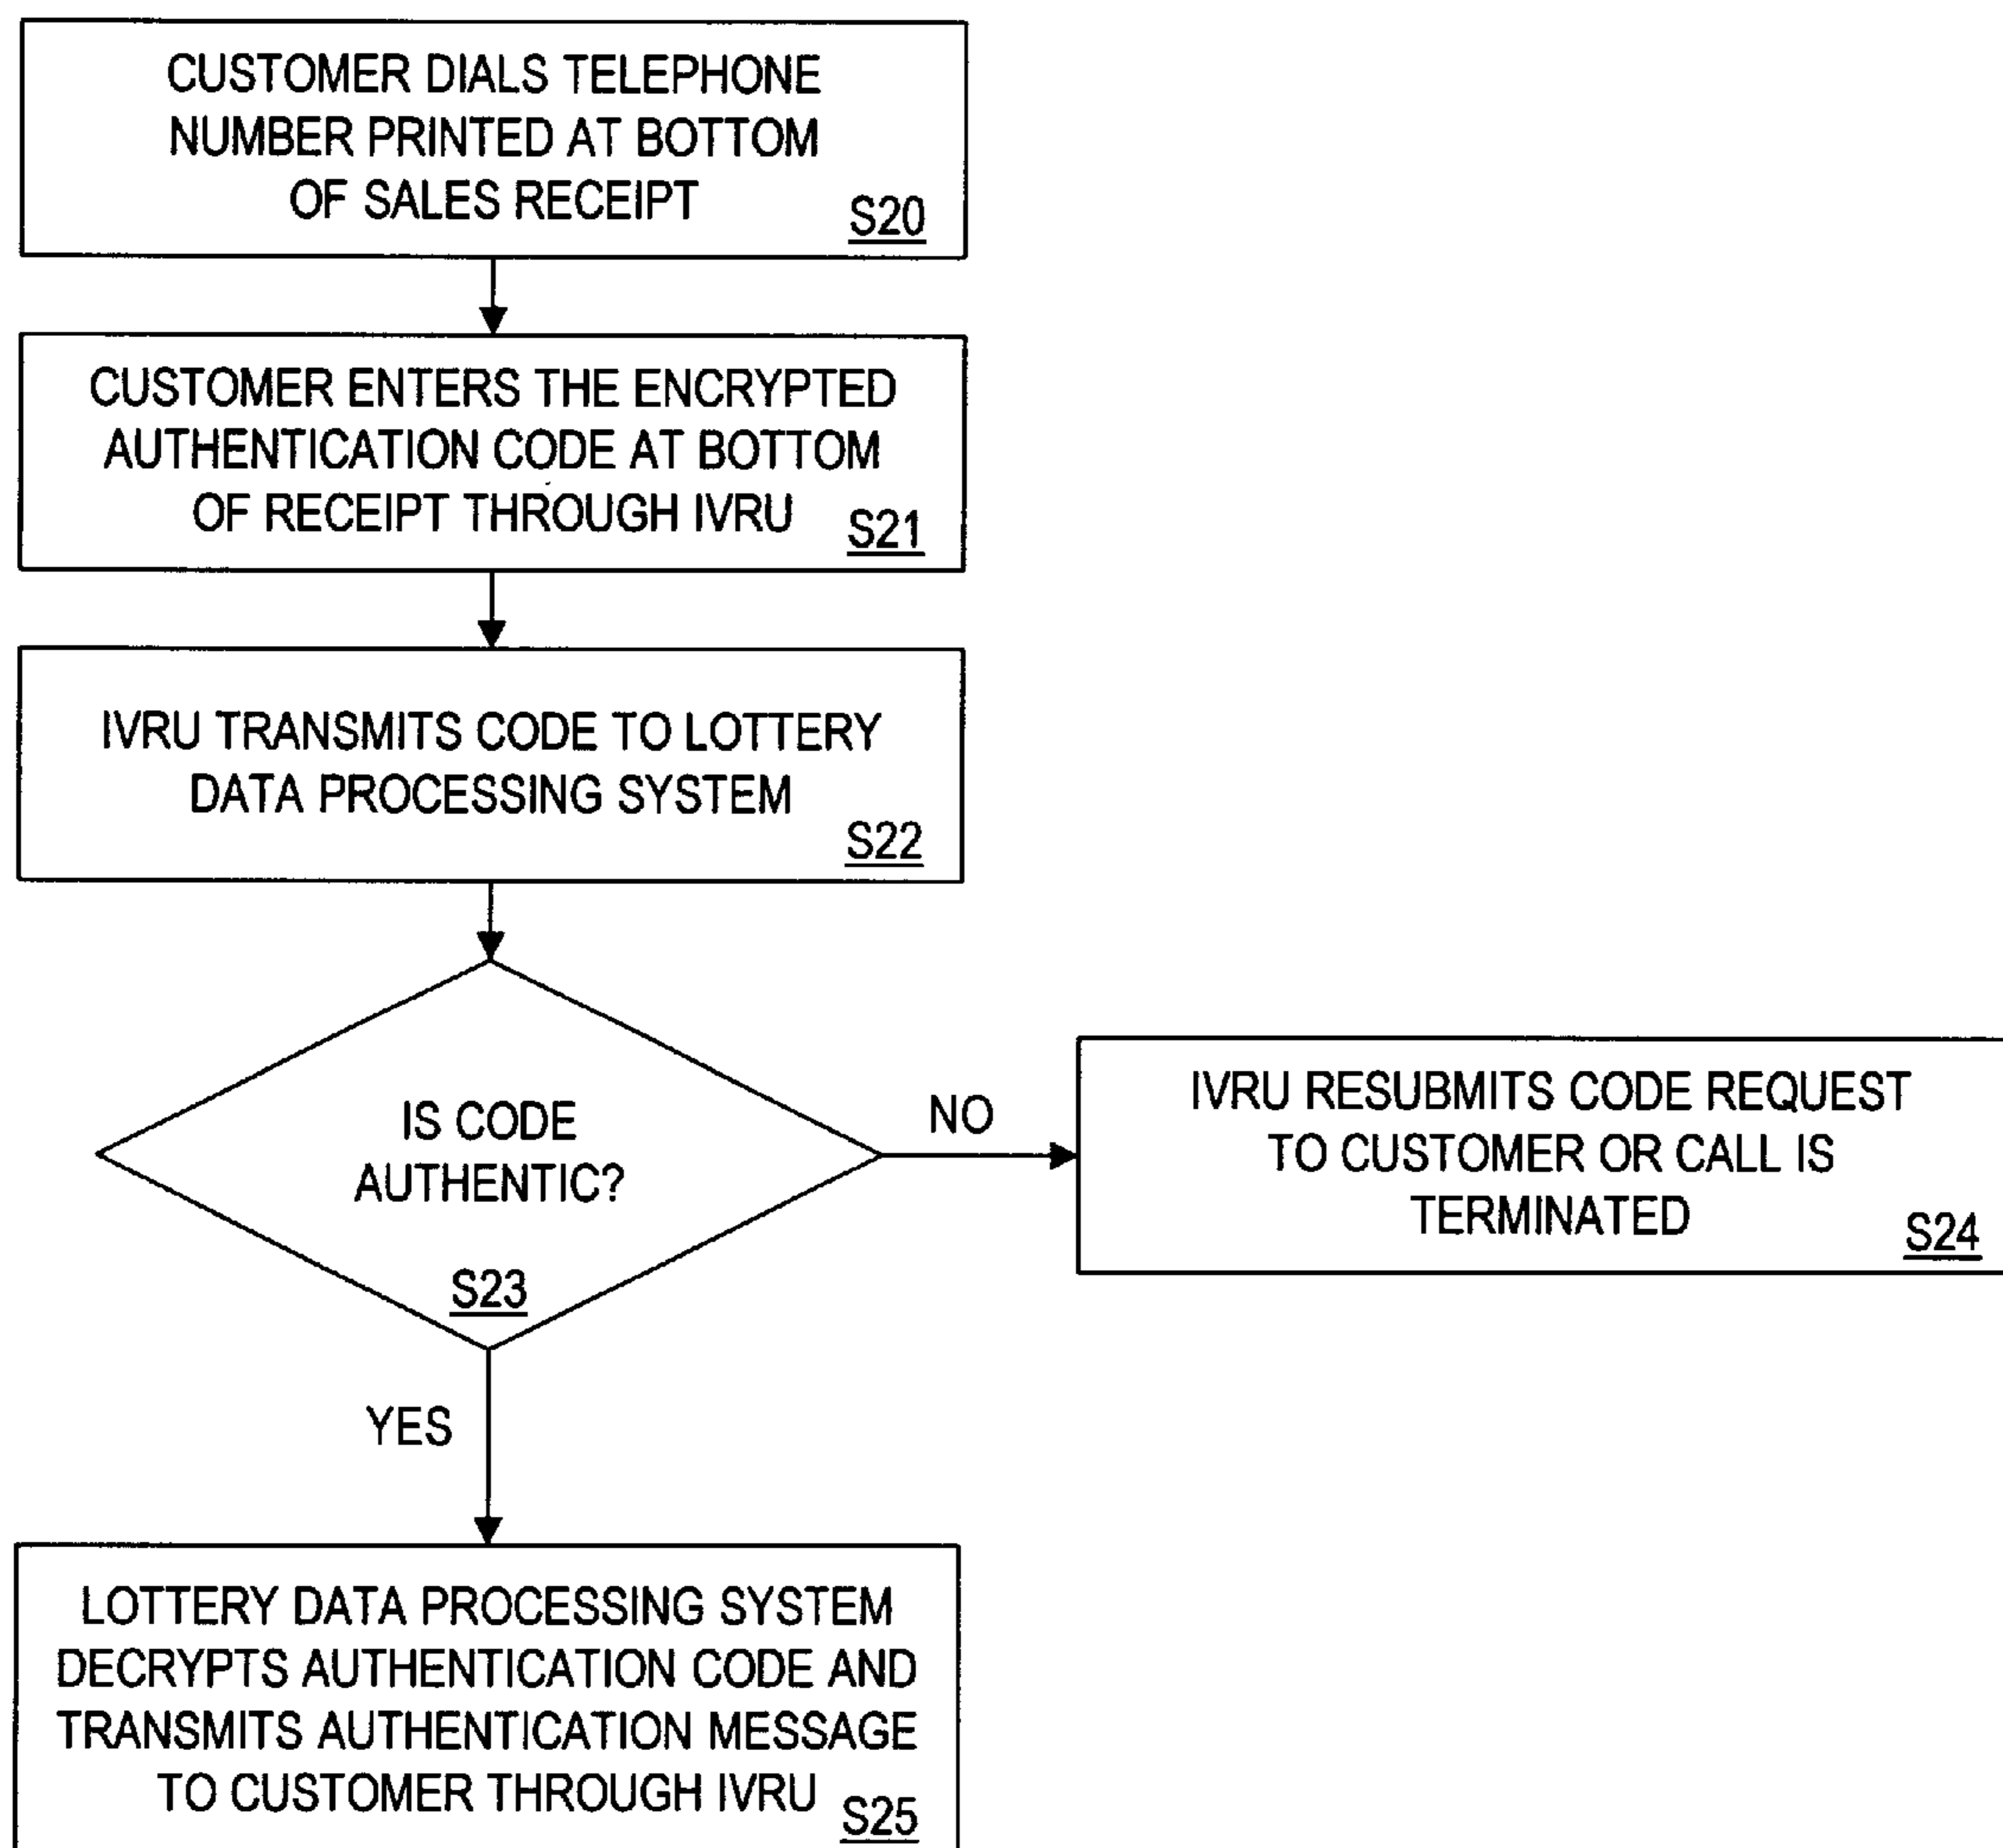 CUSTOMER DIALS TELEPHONE
NUMBER PRINTED AT BOTTOM
OF SALES RECEIPT
S20
CUSTOMER ENTERS THE ENCRYPTED
AUTHENTICATION CODE AT BOTTOM
OF RECEIPT THROUGH IVRU
S21
IVRU TRANSMITS CODE TO LOTTERY
DATA PROCESSING SYSTEM
S22
IS CODE
AUTHENTIC?
S23
NO
IVRU RESUBMITS CODE REQUEST
TO CUSTOMER OR CALL IS
TERMINATED
S24
YES
LOTTERY DATA PROCESSING SYSTEM
DECRYPTS AUTHENTICATION CODE AND
TRANSMITS AUTHENTICATION MESSAGE
TO CUSTOMER THROUGH IVRU
S25